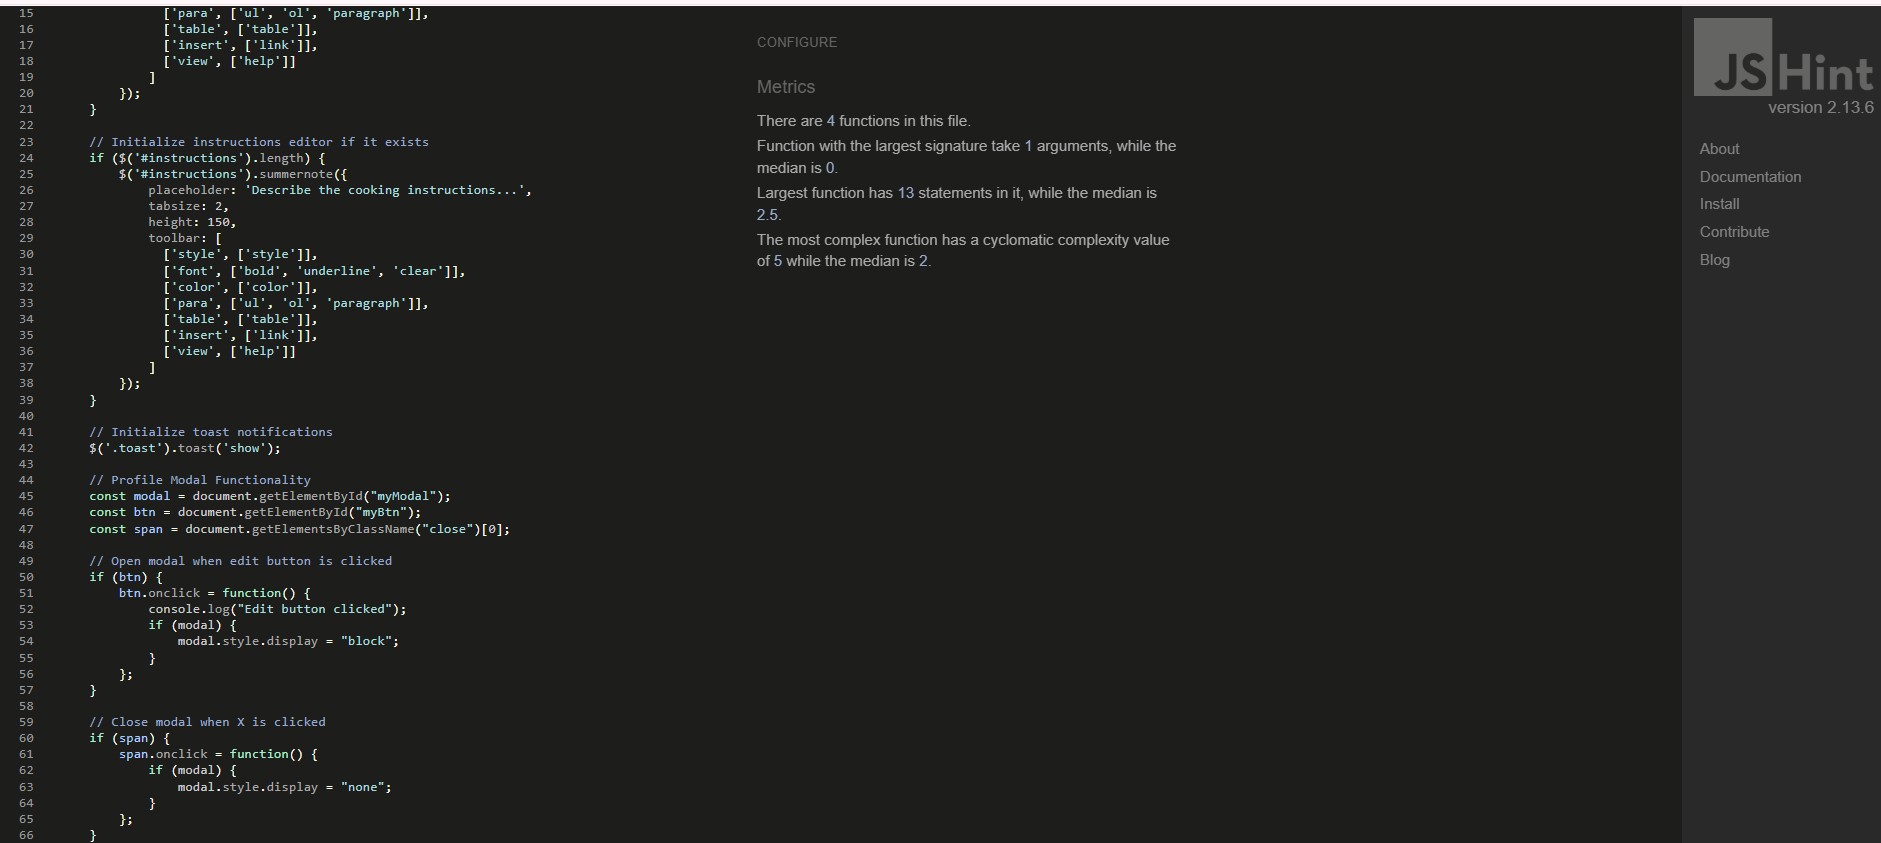 15 ['para', ['ul', 'ol', 'paragraph']],
16 ['table', ['table']],
17 ['insert', ['link']],
18 ['view', ['help']]
19 ]
20 });
21 }
22
23 // Initialize instructions editor if it exists
24 if ($('#instructions').length) {
25 $('#instructions').summernote({
26 placeholder: 'Describe the cooking instructions...',
27 tabsize: 2,
28 height: 150,
29 toolbar: [
30 ['style', ['style']],
31 ['font', ['bold', 'underline', 'clear']],
32 ['color', ['color']],
33 ['para', ['ul', 'ol', 'paragraph']],
34 ['table', ['table']],
35 ['insert', ['link']],
36 ['view', ['help']]
37 ]
38 });
39 }
40
41 // Initialize toast notifications
42 $('.toast').toast('show');
43
44 // Profile Modal Functionality
45 const modal = document.getElementById("myModal");
46 const btn = document.getElementById("myBtn");
47 const span = document.getElementsByClassName("close")[0];
48
49 // Open modal when edit button is clicked
50 if (btn) {
51 btn.onclick = function() {
52 console.log("Edit button clicked");
53 if (modal) {
54 modal.style.display = "block";
55 }
56 };
57 }
58
59 // Close modal when X is clicked
60 if (span) {
61 span.onclick = function() {
62 if (modal) {
63 modal.style.display = "none";
64 }
65 };
66 }
CONFIGURE
Metrics
There are 4 functions in this file.
Function with the largest signature take 1 arguments, while the
median is 0.
Largest function has 13 statements in it, while the median is
2.5.
The most complex function has a cyclomatic complexity value
of 5 while the median is 2.
JSHint
version 2.13.6
About
Documentation
Install
Contribute
Blog